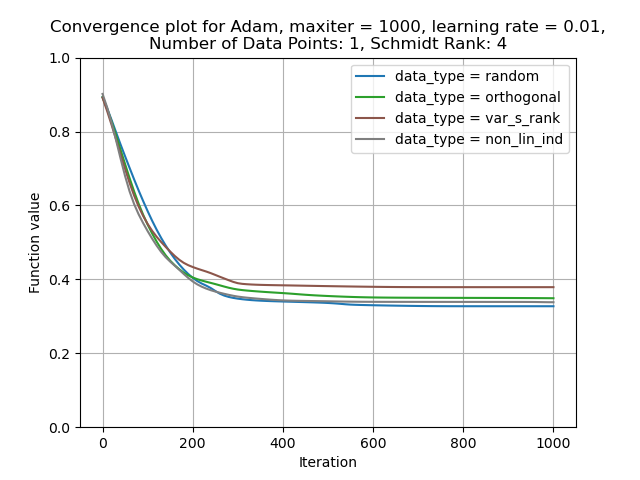 Convergence plot for Adam, maxiter = 1000, learning rate = 0.01,
Number of Data Points: 1, Schmidt Rank: 4
data_type = random
data_type = orthogonal
data_type = var_s_rank
data_type = non_lin_ind
Function value
1.0
0.8
0.6
0.4
0.2
0.0
0 200 400 600 800 1000
Iteration